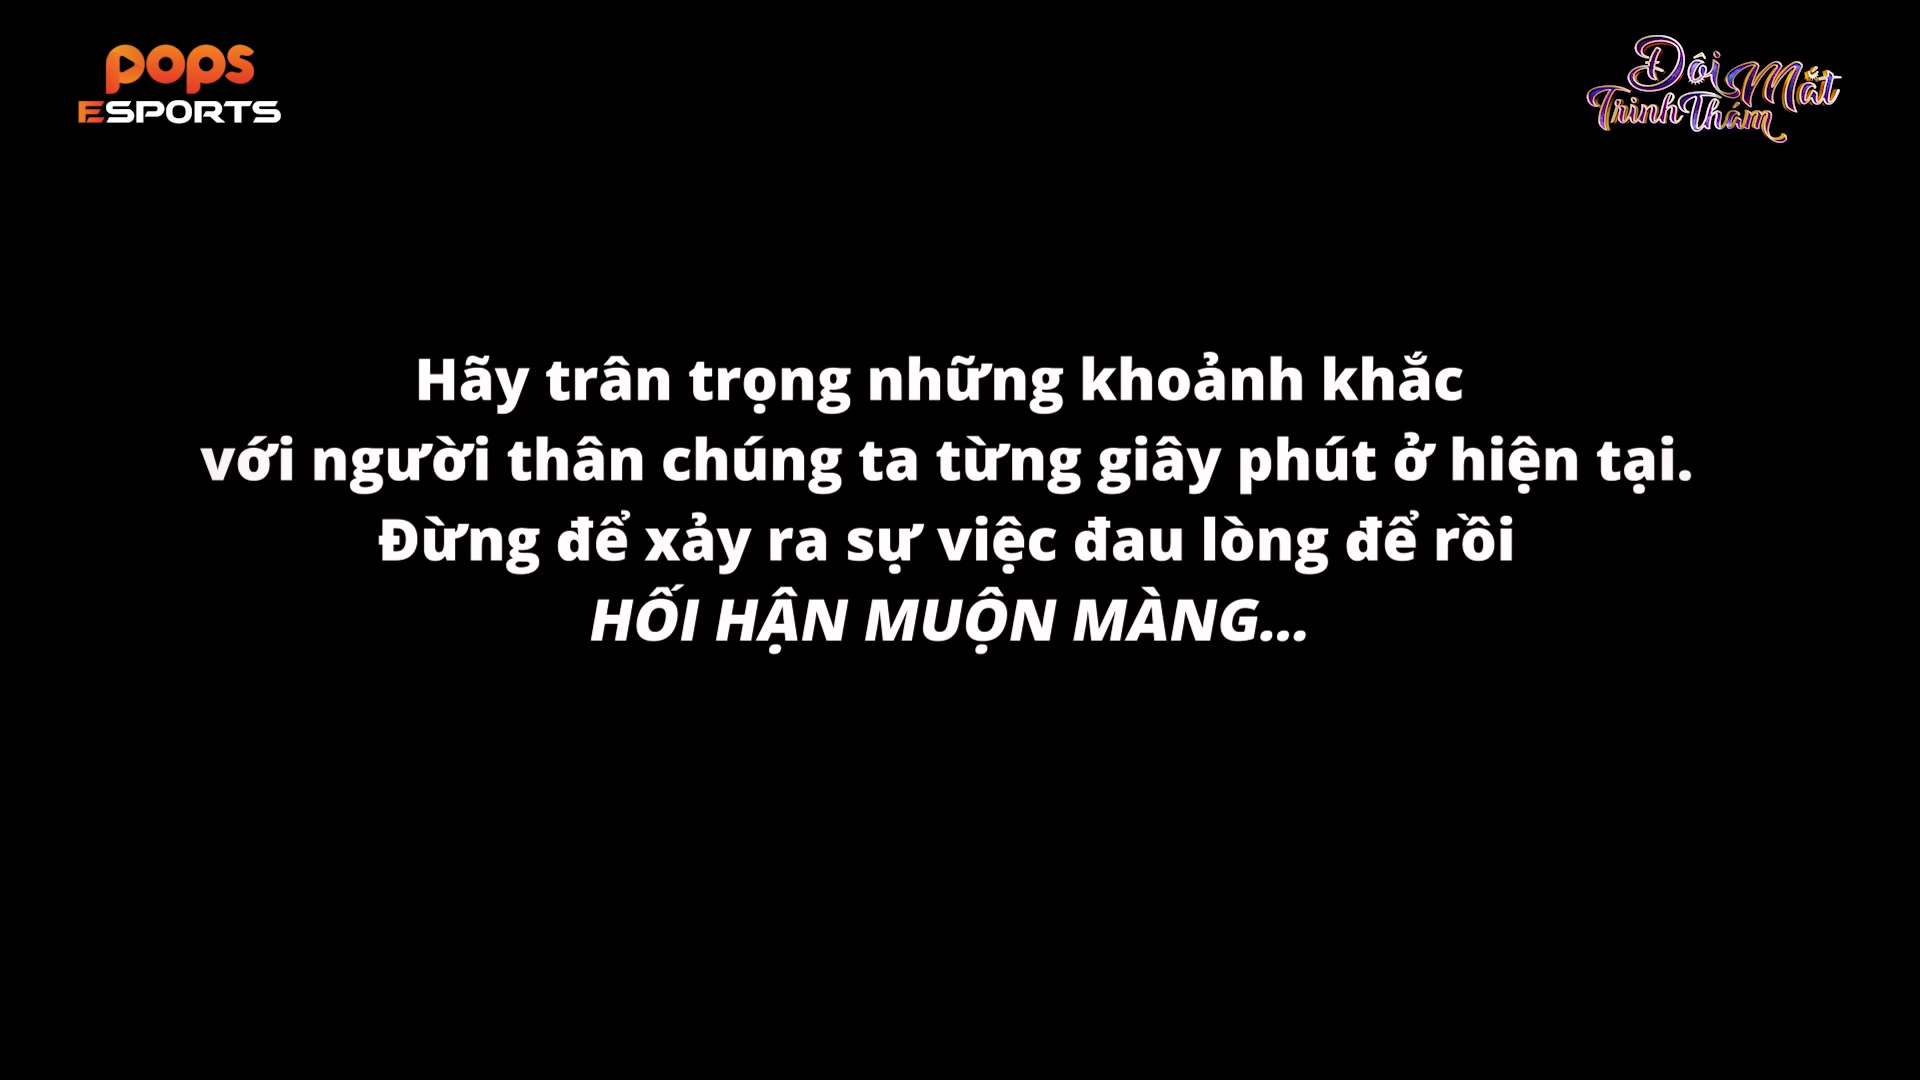 POPS
ESPORTS
Đôi Mắt
Trinh Thám
Hãy trân trọng những khoảnh khắc
với người thân chúng ta từng giây phút ở hiện tại.
Đừng để xảy ra sự việc đau lòng để rồi
HỐI HẬN MUỘN MÀNG...